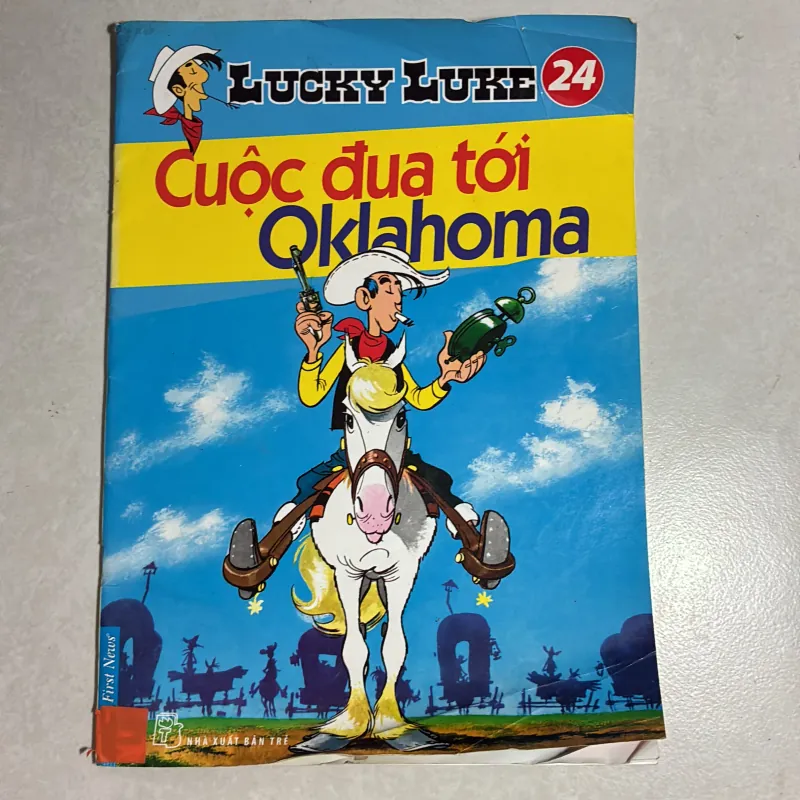 LUCKY LUKE 24
Cuộc đua tới
Oklahoma
First News
NHÀ XUẤT BẢN TRẺ